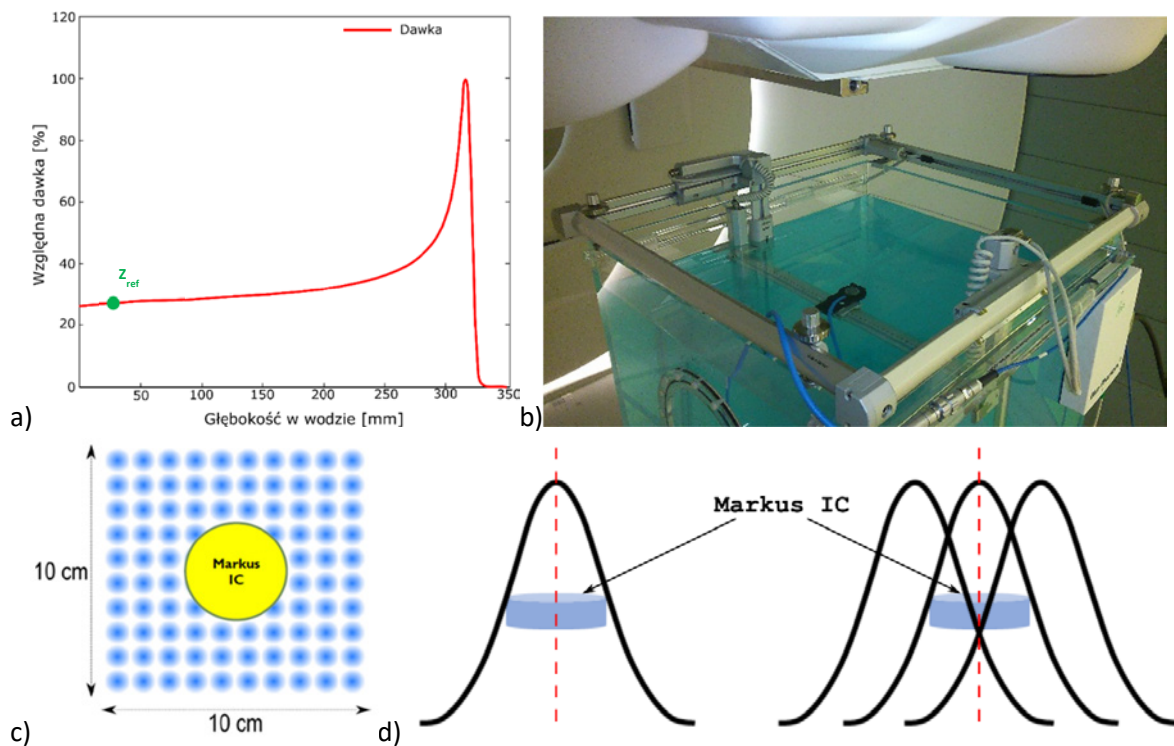 120
Dawka
100
80
60
40
20
0
Względna dawka [%]
Z
ref
50
100
150
200
250
300
350
Głębokość w wodzie [mm]
a)
b)
10 cm
Markus
IC
10 cm
c)
Markus IC
d)